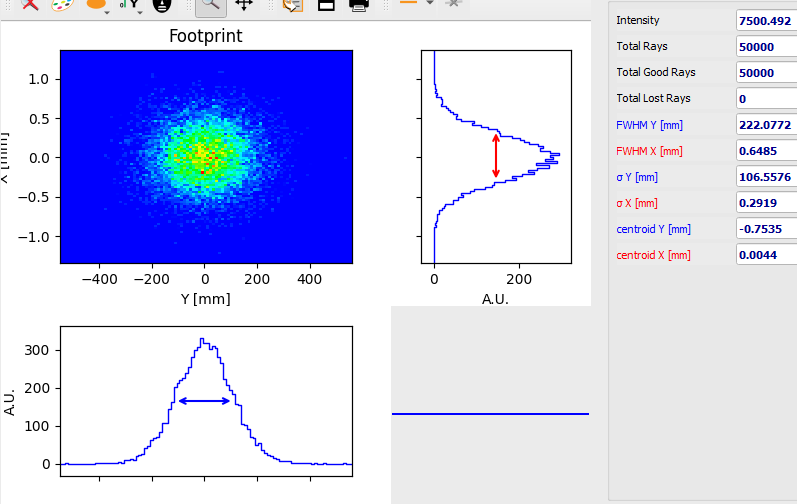 Footprint
Intensity 7500.492
Total Rays 50000
Total Good Rays 50000
Total Lost Rays 0
FWHM Y [mm] 222.0772
FWHM X [mm] 0.6485
σ Y [mm] 106.5576
σ X [mm] 0.2919
centroid Y [mm] -0.7535
centroid X [mm] 0.0044
1.0
0.5
0.0
−0.5
−1.0
X [mm]
−400 −200 0 200 400
Y [mm]
0 200
A.U.
300
200
100
0
A.U.